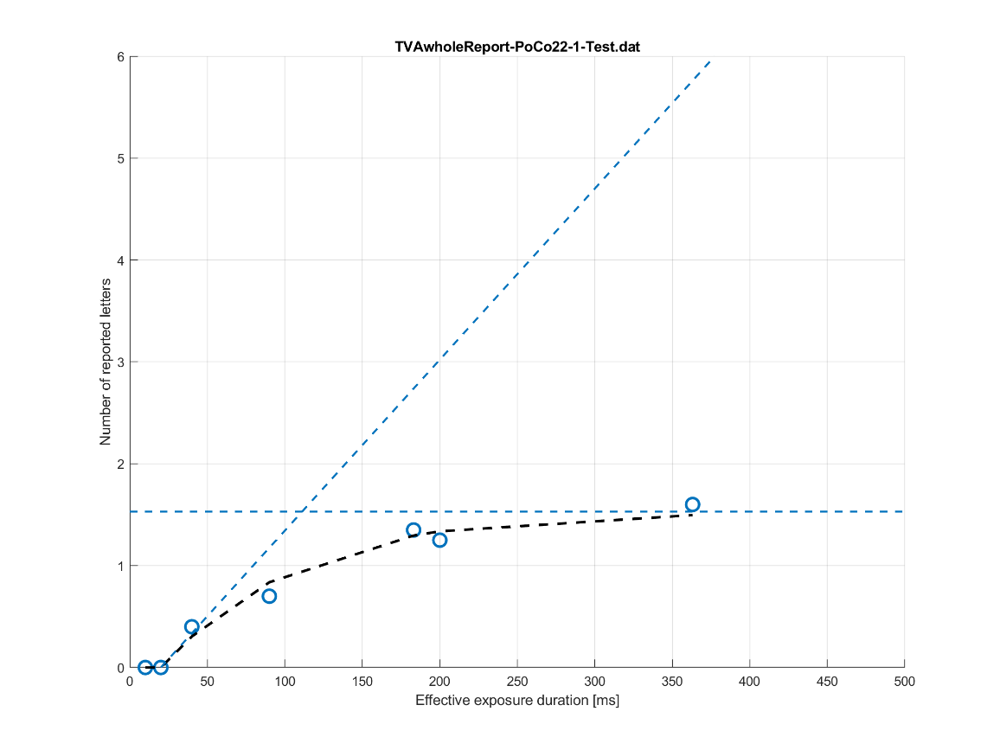 TVAwholeReport-PoCo22-1-Test.dat
6
5
4
3
2
1
0
Number of reported letters
0 50 100 150 200 250 300 350 400 450 500
Effective exposure duration [ms]